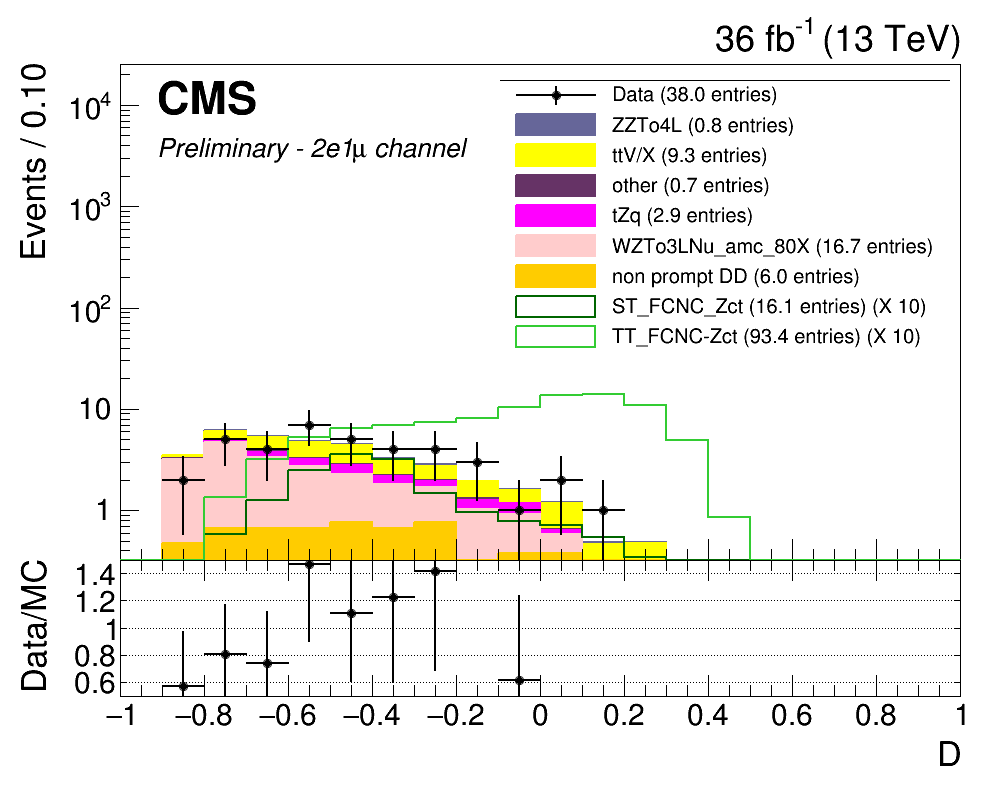 36 fb-1 (13 TeV)
CMS
Preliminary - 2e1μ channel
Data (38.0 entries)
ZZTo4L (0.8 entries)
ttV/X (9.3 entries)
other (0.7 entries)
tZq (2.9 entries)
WZTo3LNu_amc_80X (16.7 entries)
non prompt DD (6.0 entries)
ST_FCNC_Zct (16.1 entries) (X 10)
TT_FCNC-Zct (93.4 entries) (X 10)
Events / 0.10
10^4
10^3
10^2
10
1
Data/MC
1.4
1.2
1
0.8
0.6
−1 −0.8 −0.6 −0.4 −0.2 0 0.2 0.4 0.6 0.8 1
D